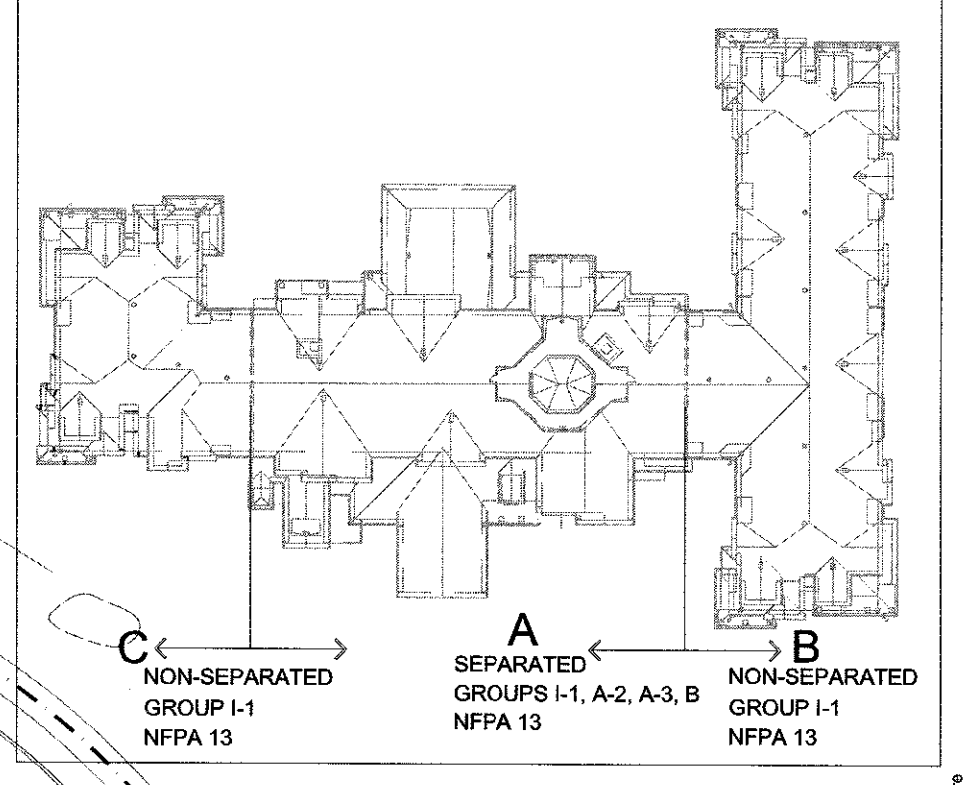 C
NON-SEPARATED
GROUP I-1
NFPA 13
A
SEPARATED
GROUPS I-1, A-2, A-3, B
NFPA 13
B
NON-SEPARATED
GROUP I-1
NFPA 13